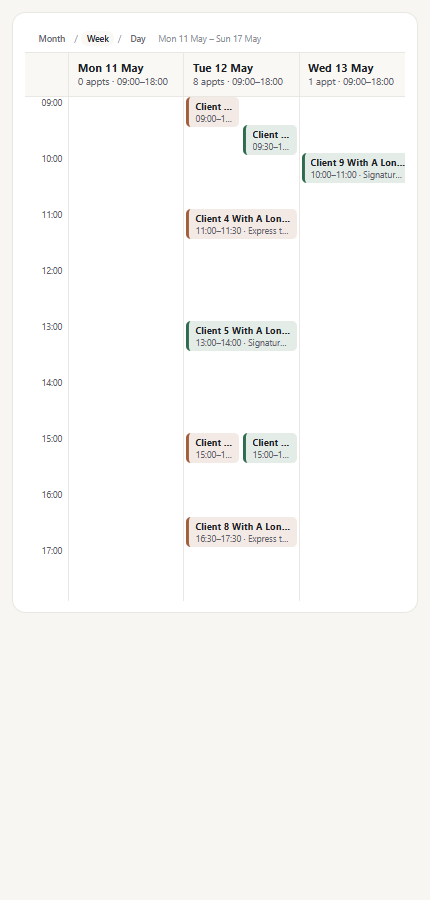 Month / Week / Day Mon 11 May – Sun 17 May
Mon 11 May
0 appts · 09:00–18:00
Tue 12 May
8 appts · 09:00–18:00
Wed 13 May
1 appt · 09:00–18:00
09:00
Client ...
09:00–1...
Client ...
09:30–1...
10:00
Client 9 With A Lon...
10:00–11:00 · Signatur...
11:00
Client 4 With A Lon...
11:00–11:30 · Express t...
12:00
13:00
Client 5 With A Lon...
13:00–14:00 · Signatur...
14:00
15:00
Client ...
15:00–1...
Client ...
15:00–1...
16:00
Client 8 With A Lon...
16:30–17:30 · Express t...
17:00